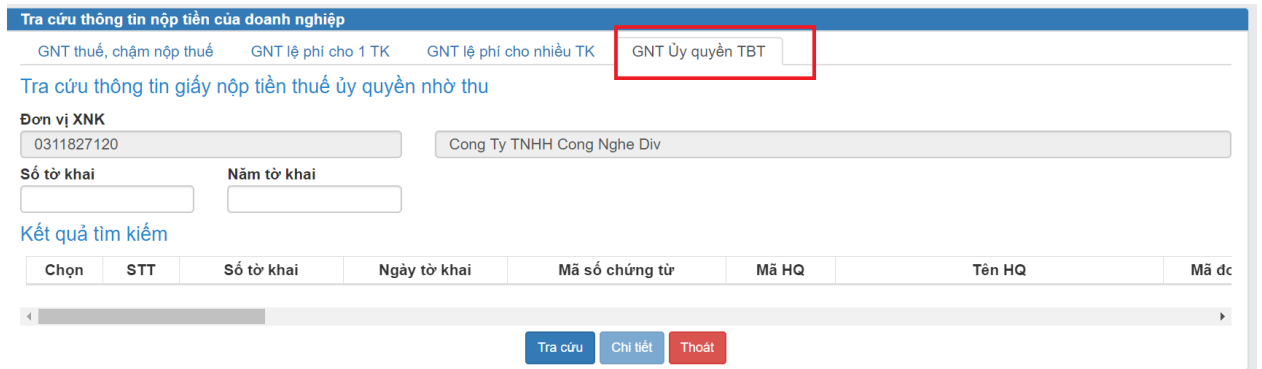 Tra cứu thông tin nộp tiền của doanh nghiệp
GNT thuế, chậm nộp thuế GNT lệ phí cho 1 TK GNT lệ phí cho nhiều TK GNT Ủy quyền TBT
Tra cứu thông tin giấy nộp tiền thuế ủy quyền nhờ thu
Đơn vị XNK
0311827120 Cong Ty TNHH Cong Nghe Div
Số tờ khai Năm tờ khai
Kết quả tìm kiếm
Chọn STT Số tờ khai Ngày tờ khai Mã số chứng từ Mã HQ Tên HQ Mã
Tra cứu Chi tiết Thoát